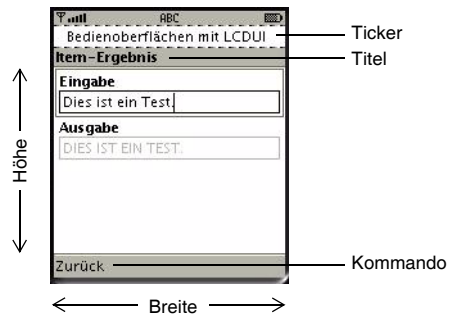 ABC
Bedienoberflächen mit LCDUI
Ticker
Item-Ergebnis
Titel
Eingabe
Dies ist ein Test.
Ausgabe
DIES IST EIN TEST.
Höhe
Zurück
Kommando
Breite